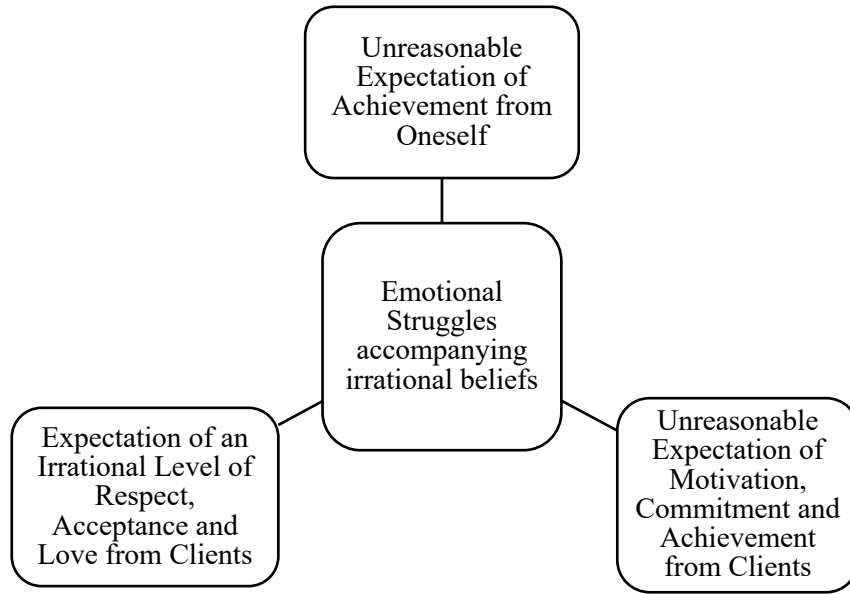 Unreasonable
Expectation of
Achievement from
Oneself
Emotional
Struggles
accompanying
irrational beliefs
Expectation of an
Irrational Level of
Respect,
Acceptance and
Love from Clients
Unreasonable
Expectation of
Motivation,
Commitment and
Achievement
from Clients